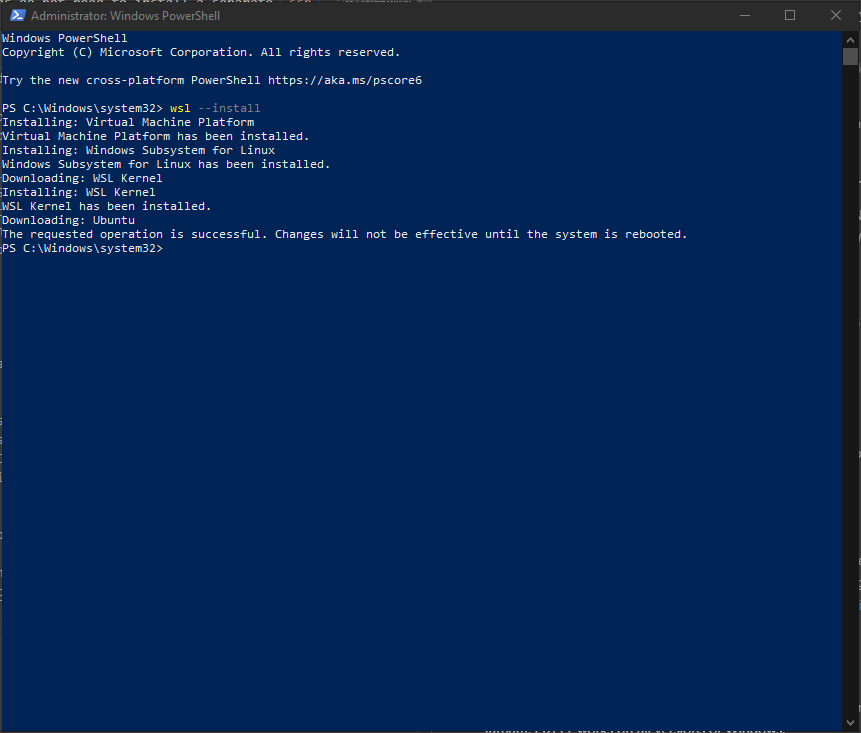 Administrator: Windows PowerShell
Windows PowerShell
Copyright (C) Microsoft Corporation. All rights reserved.
Try the new cross-platform PowerShell https://aka.ms/pscore6
PS C:\Windows\system32> wsl --install
Installing: Virtual Machine Platform
Virtual Machine Platform has been installed.
Installing: Windows Subsystem for Linux
Windows Subsystem for Linux has been installed.
Downloading: WSL Kernel
Installing: WSL Kernel
WSL Kernel has been installed.
Downloading: Ubuntu
The requested operation is successful. Changes will not be effective until the system is rebooted.
PS C:\Windows\system32>